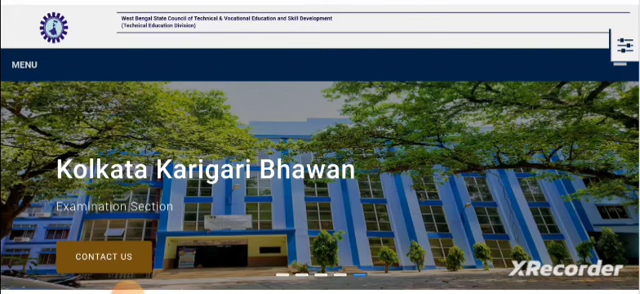 West Bengal State Council of Technical & Vocational Education and Skill Development
(Technical Education Division)
MENU
Kolkata Karigari Bhawan
Examination Section
CONTACT US
XRecorder